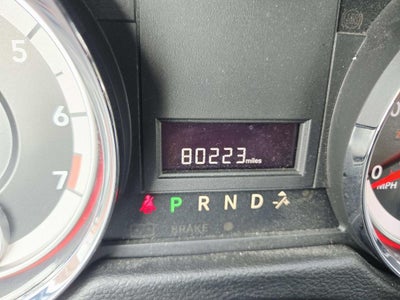 5
6
7
80223 miles
0
MPH
P R N D
BRAKE